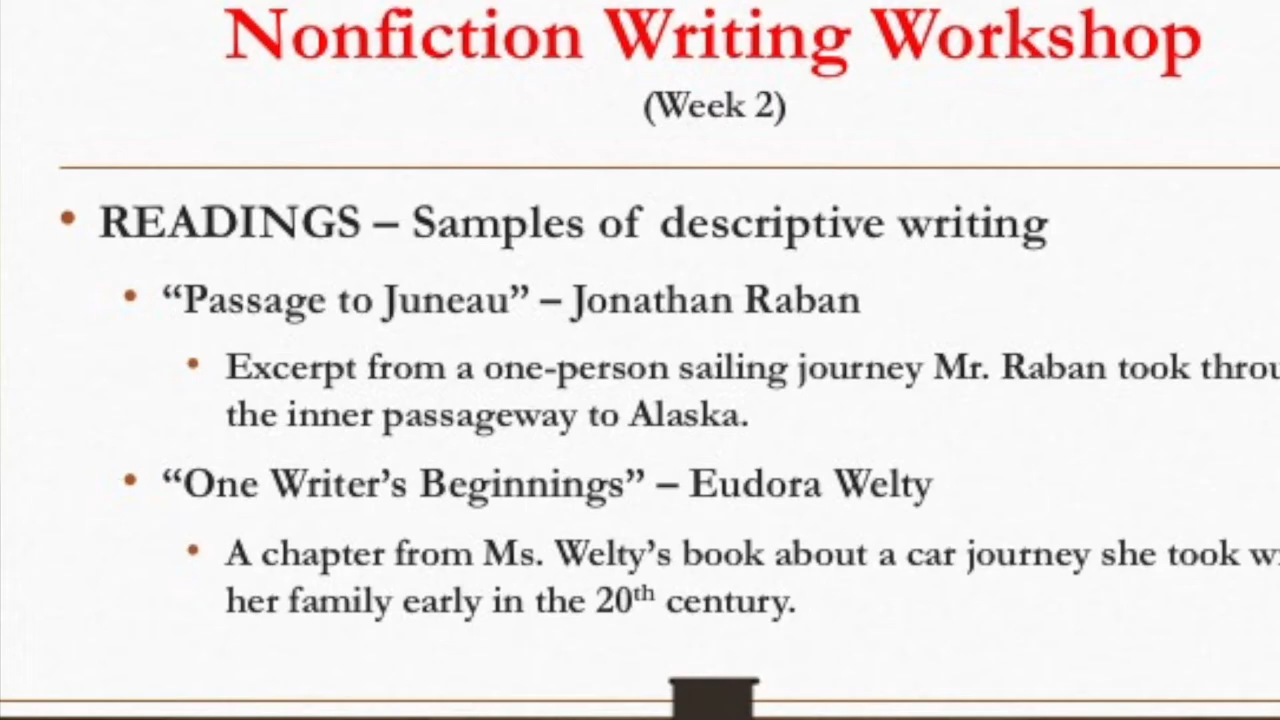 Nonfiction Writing Workshop
(Week 2)
• READINGS – Samples of descriptive writing
• “Passage to Juneau” – Jonathan Raban
• Excerpt from a one-person sailing journey Mr. Raban took
the inner passageway to Alaska.
• “One Writer’s Beginnings” – Eudora Welty
• A chapter from Ms. Welty’s book about a car journey she took
her family early in the 20th century.